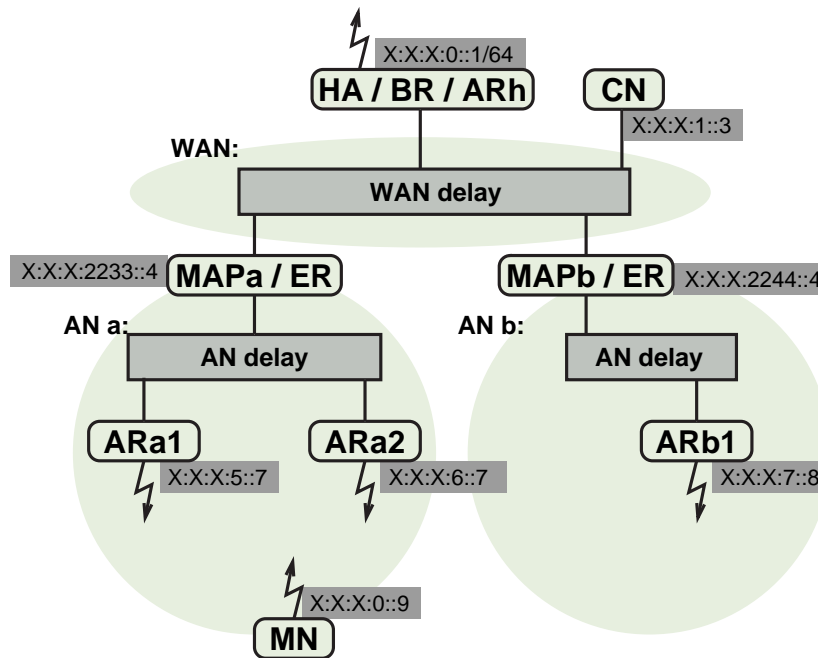 X:X:X:0::1/64
HA / BR / ARh
CN
X:X:X:1::3
WAN:
WAN delay
X:X:X:2233::4
MAPa / ER
MAPb / ER
X:X:X:2244::4
AN a:
AN b:
AN delay
AN delay
ARa1
ARa2
ARb1
X:X:X:5::7
X:X:X:6::7
X:X:X:7::8
X:X:X:0::9
MN